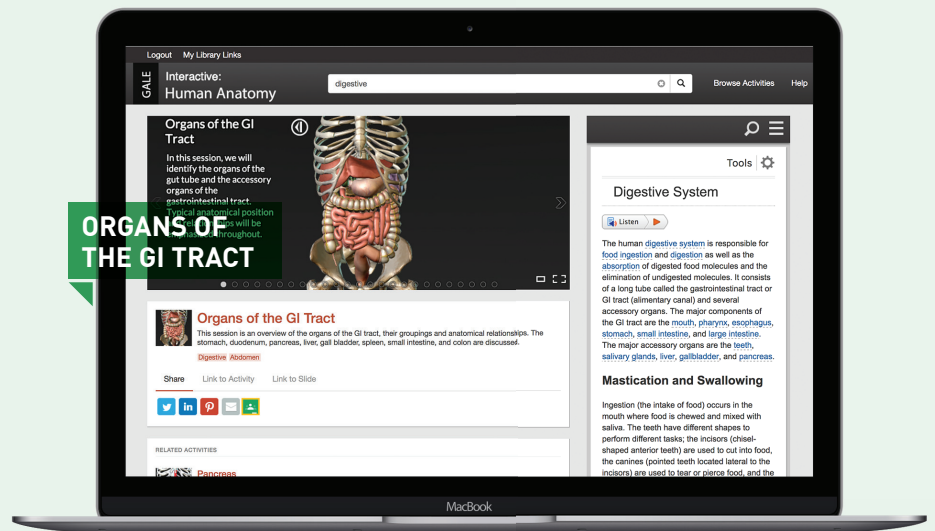 Logout My Library Links
GALE
Interactive:
Human Anatomy
digestive
Browse Activities Help
Organs of the GI
Tract
In this session, we will
identify the organs of the
gut tube and the accessory
organs of the
gastrointestinal tract.
Typical anatomical position
will be
throughout.
ORGANS OF
THE GI TRACT
Organs of the GI Tract
This session is an overview of the organs of the GI tract, their groupings and anatomical relationships. The
stomach, duodenum, pancreas, liver, gall bladder, spleen, small intestine, and colon are discussed.
Digestive Abdomen
Share Link to Activity Link to Slide
in
RELATED ACTIVITIES
Pancreas
Tools
Digestive System
Listen
The human digestive system is responsible for
food ingestion and digestion as well as the
absorption of digested food molecules and the
elimination of undigested molecules. It consists
of a long tube called the gastrointestinal tract or
GI tract (alimentary canal) and several
accessory organs. The major components of
the GI tract are the mouth, pharynx, esophagus,
stomach, small intestine, and large intestine.
The major accessory organs are the teeth,
salivary glands, liver, gallbladder, and pancreas.
Mastication and Swallowing
Ingestion (the intake of food) occurs in the
mouth where food is chewed and mixed with
saliva. The teeth have different shapes to
perform different tasks; the incisors (chisel-
shaped anterior teeth) are used to cut into food,
the canines (pointed teeth located lateral to the
incisors) are used to tear or pierce food, and the
MacBook